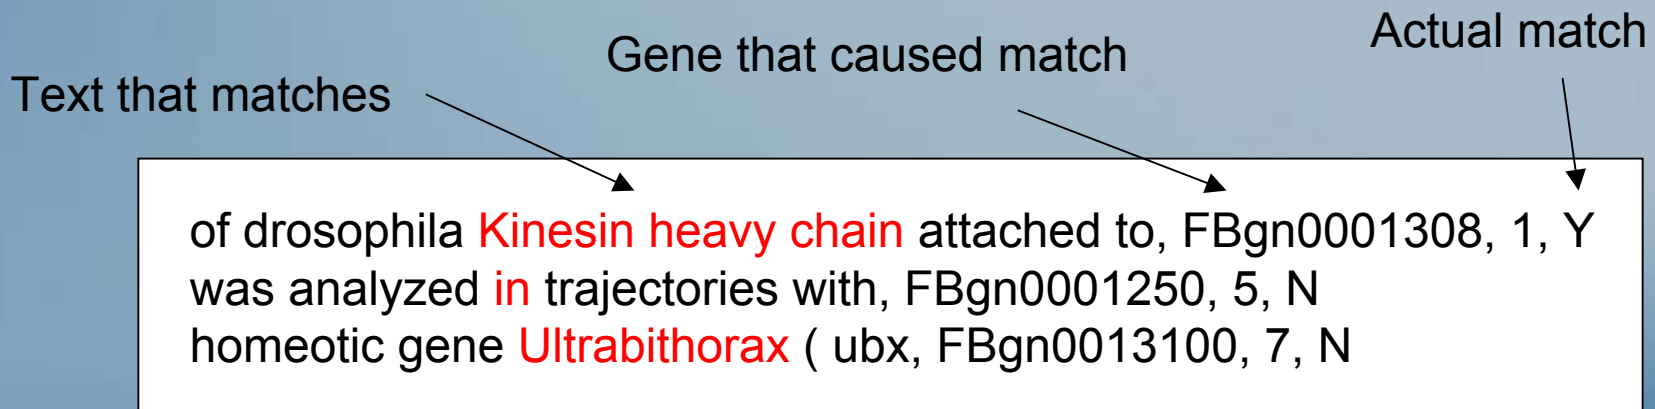 Actual match
Gene that caused match
Text that matches
of drosophila Kinesin heavy chain attached to, FBgn0001308, 1, Y
was analyzed in trajectories with, FBgn0001250, 5, N
homeotic gene Ultrabithorax ( ubx, FBgn0013100, 7, N